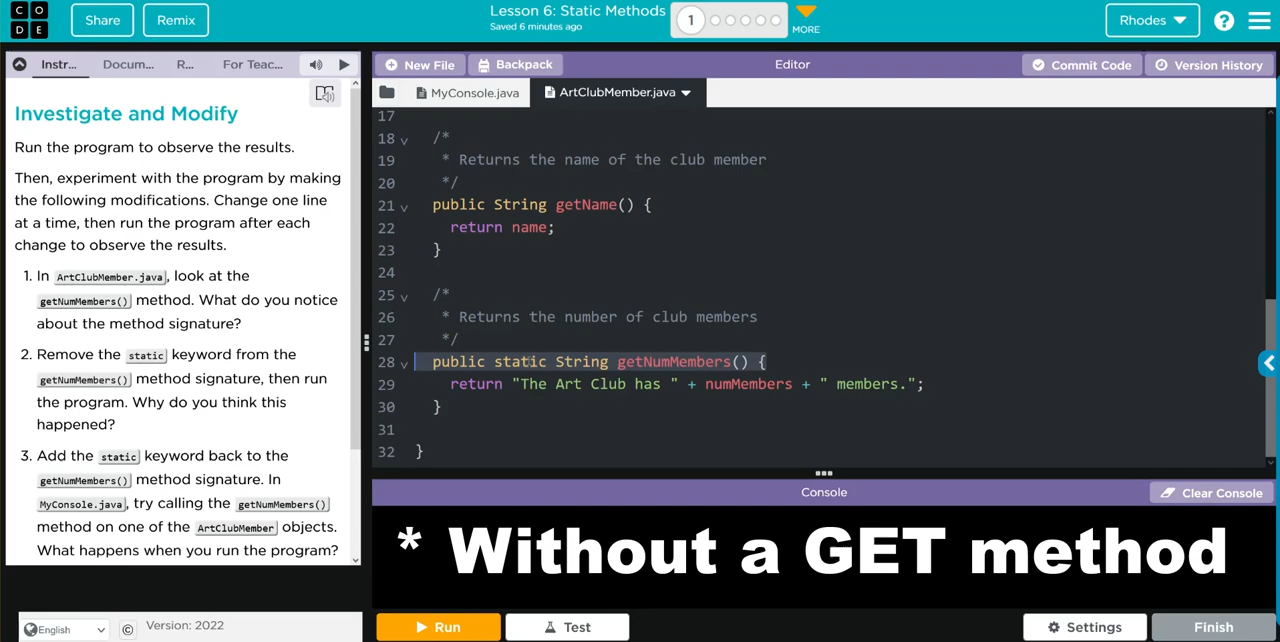 C O
D E
Share
Remix
Lesson 6: Static Methods
Saved 6 minutes ago
1
MORE
Rhodes
?
Instr...
Docum...
R...
For Teac...
New File
Backpack
Editor
Commit Code
Version History
MyConsole.java
ArtClubMember.java
Investigate and Modify
Run the program to observe the results.
Then, experiment with the program by making
the following modifications. Change one line
at a time, then run the program after each
change to observe the results.
1. In ArtClubMember.java, look at the
getNumMembers() method. What do you notice
about the method signature?
2. Remove the static keyword from the
getNumMembers() method signature, then run
the program. Why do you think this
happened?
3. Add the static keyword back to the
getNumMembers() method signature. In
MyConsole.java, try calling the getNumMembers()
method on one of the ArtClubMember objects.
What happens when you run the program?
17
18 /*
19 * Returns the name of the club member
20 */
21 public String getName() {
22 return name;
23 }
24
25 /*
26 * Returns the number of club members
27 */
28 public static String getNumMembers() {
29 return "The Art Club has " + numMembers + " members.";
30 }
31
32 }
Console
Clear Console
* Without a GET method
English
©
Version: 2022
Run
Test
Settings
Finish